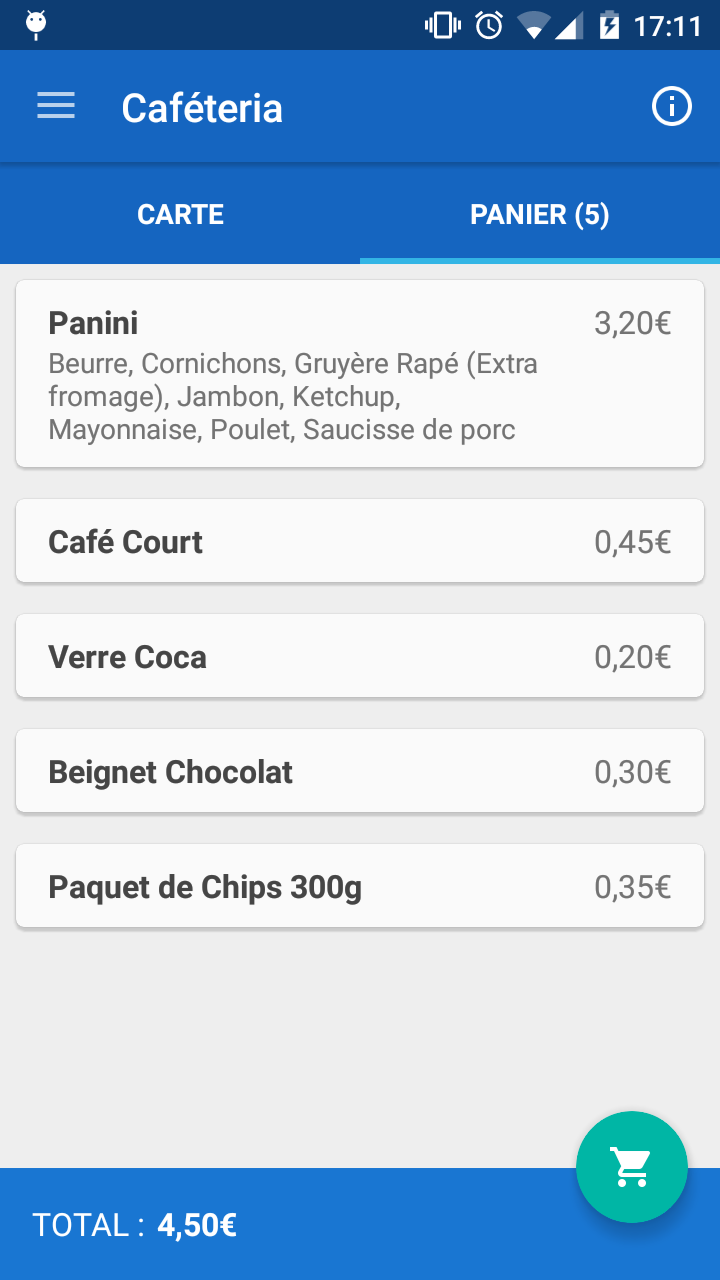 17:11
Caféteria
CARTE
PANIER (5)
Panini
3,20€
Beurre, Cornichons, Gruyère Rapé (Extra
fromage), Jambon, Ketchup,
Mayonnaise, Poulet, Saucisse de porc
Café Court
0,45€
Verre Coca
0,20€
Beignet Chocolat
0,30€
Paquet de Chips 300g
0,35€
TOTAL : 4,50€